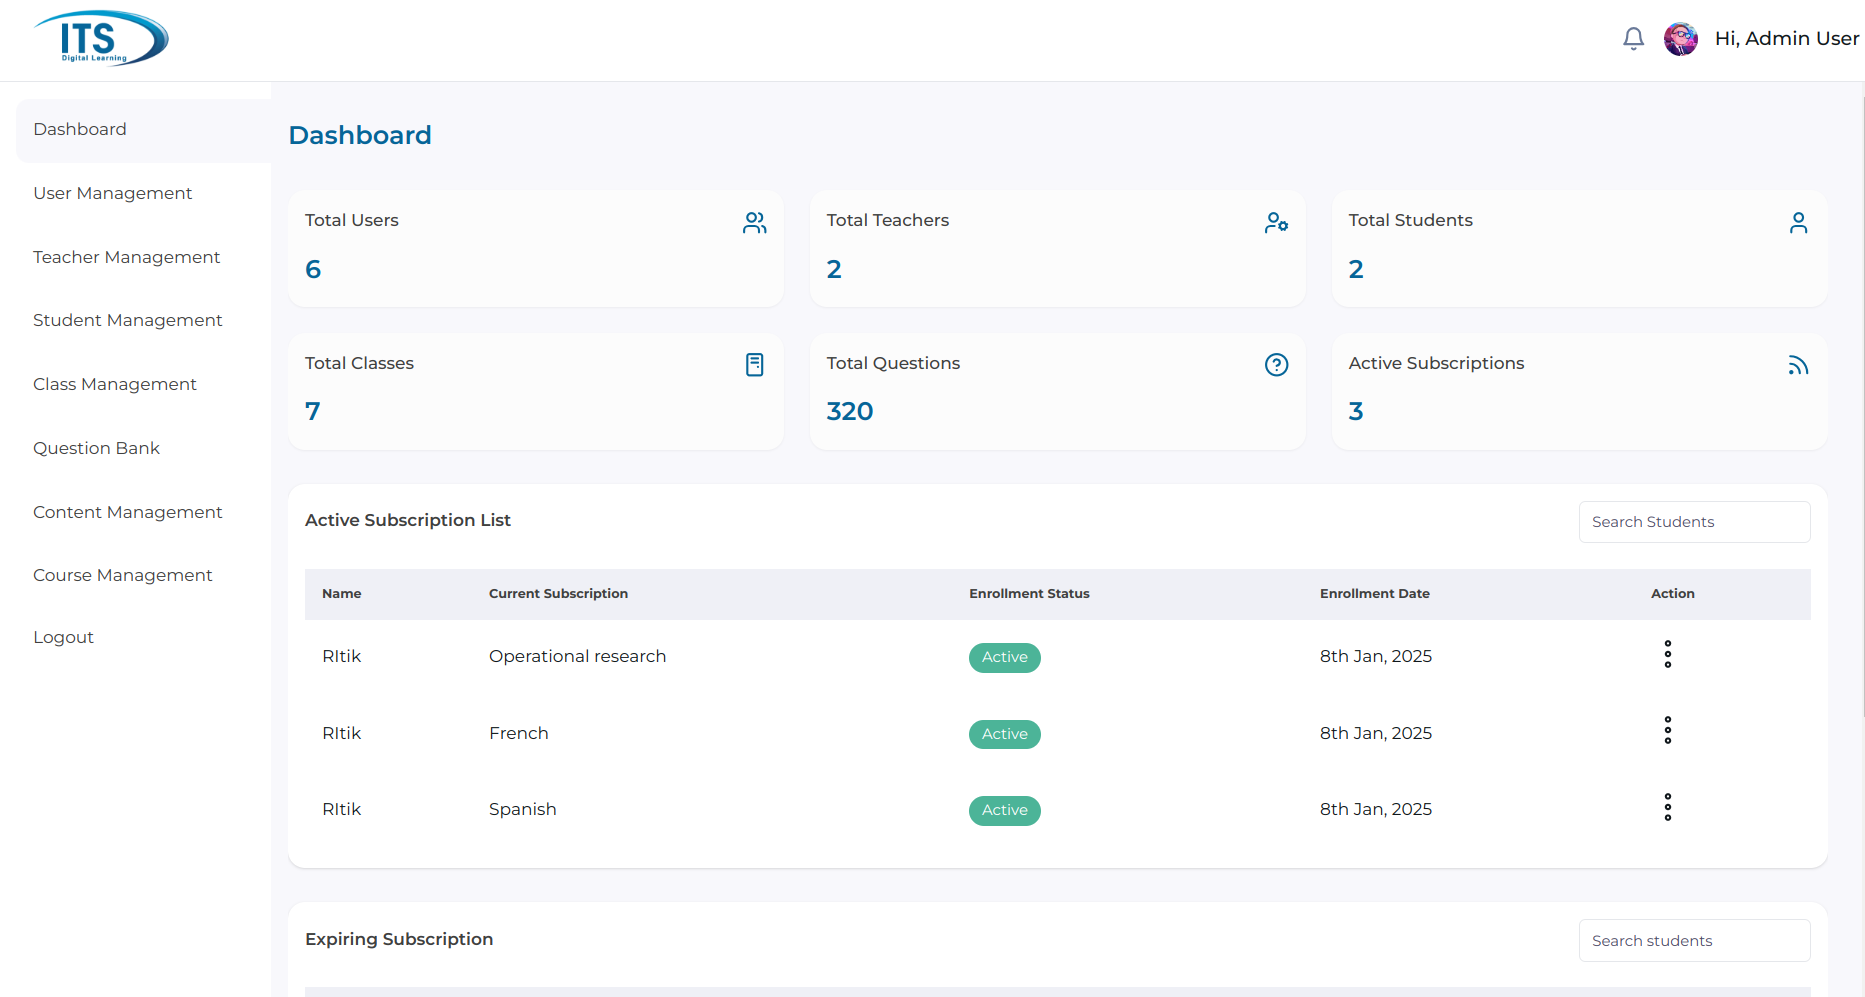 ITS
Digital Learning
Hi, Admin User
Dashboard
User Management
Teacher Management
Student Management
Class Management
Question Bank
Content Management
Course Management
Logout
Dashboard
Total Users
6
Total Teachers
2
Total Students
2
Total Classes
7
Total Questions
320
Active Subscriptions
3
Active Subscription List
Search Students
Name Current Subscription Enrollment Status Enrollment Date Action
RItik Operational research Active 8th Jan, 2025
RItik French Active 8th Jan, 2025
RItik Spanish Active 8th Jan, 2025
Expiring Subscription
Search students